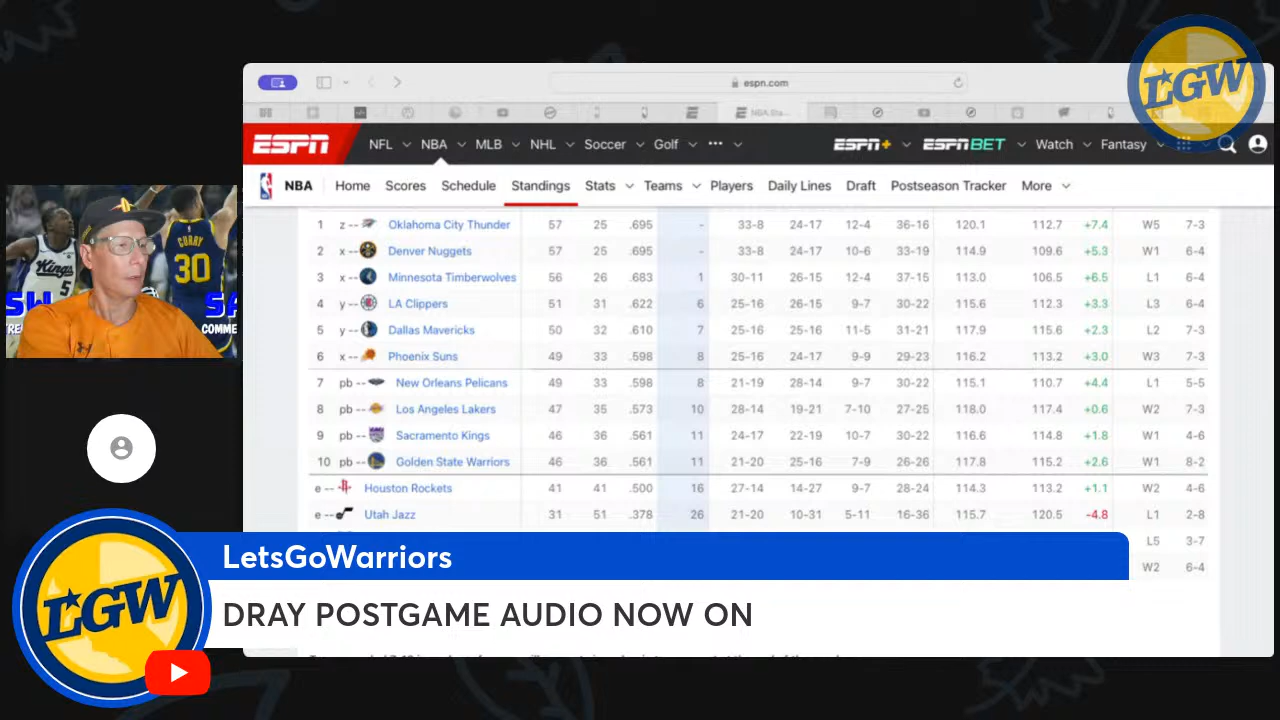 espn.com
LGW
NBA Sta...
ESPN NFL NBA MLB NHL Soccer Golf ••• ESPN+ ESPN BET Watch Fantasy
NBA Home Scores Schedule Standings Stats Teams Players Daily Lines Draft Postseason Tracker More
1 z -- Oklahoma City Thunder 57 25 .695 - 33-8 24-17 12-4 36-16 120.1 112.7 +7.4 W5 7-3
2 x -- Denver Nuggets 57 25 .695 - 33-8 24-17 10-6 33-19 114.9 109.6 +5.3 W1 6-4
3 x -- Minnesota Timberwolves 56 26 .683 1 30-11 26-15 12-4 37-15 113.0 106.5 +6.5 L1 6-4
4 y -- LA Clippers 51 31 .622 6 25-16 26-15 9-7 30-22 115.6 112.3 +3.3 L3 6-4
5 y -- Dallas Mavericks 50 32 .610 7 25-16 25-16 11-5 31-21 117.9 115.6 +2.3 L2 7-3
6 x -- Phoenix Suns 49 33 .598 8 25-16 24-17 9-9 29-23 116.2 113.2 +3.0 W3 7-3
7 pb -- New Orleans Pelicans 49 33 .598 8 21-19 28-14 9-7 30-22 115.1 110.7 +4.4 L1 5-5
8 pb -- Los Angeles Lakers 47 35 .573 10 28-14 19-21 7-10 27-25 118.0 117.4 +0.6 W2 7-3
9 pb -- Sacramento Kings 46 36 .561 11 24-17 22-19 10-7 30-22 116.6 114.8 +1.8 W1 4-6
10 pb -- Golden State Warriors 46 36 .561 11 21-20 25-16 7-9 26-26 117.8 115.2 +2.6 W1 8-2
e -- Houston Rockets 41 41 .500 16 27-14 14-27 9-7 28-24 114.3 113.2 +1.1 W2 4-6
e -- Utah Jazz 31 51 .378 26 21-20 10-31 5-11 16-36 115.7 120.5 -4.8 L1 2-8
L5 3-7
W2 6-4
Kings
5
CURRY
30
LetsGoWarriors
DRAY POSTGAME AUDIO NOW ON
LGW